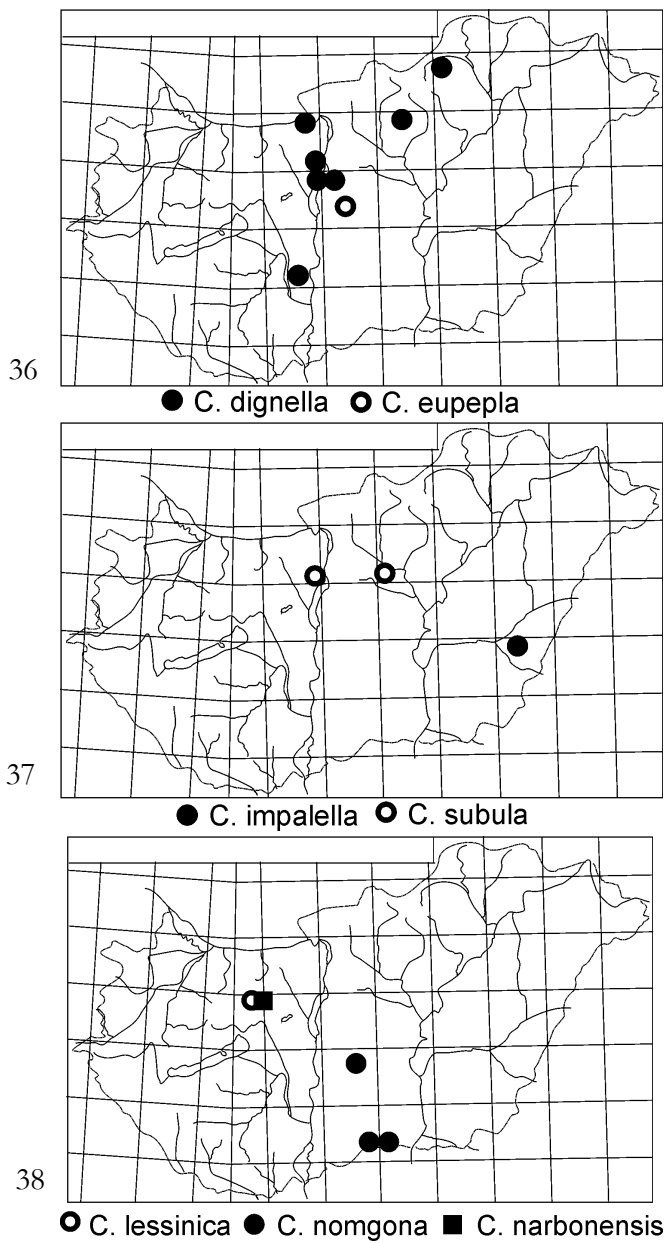 36
C. dignella C. eupepla
37
C. impalella C. subula
38
C. lessinica C. nomgona C. narbonensis